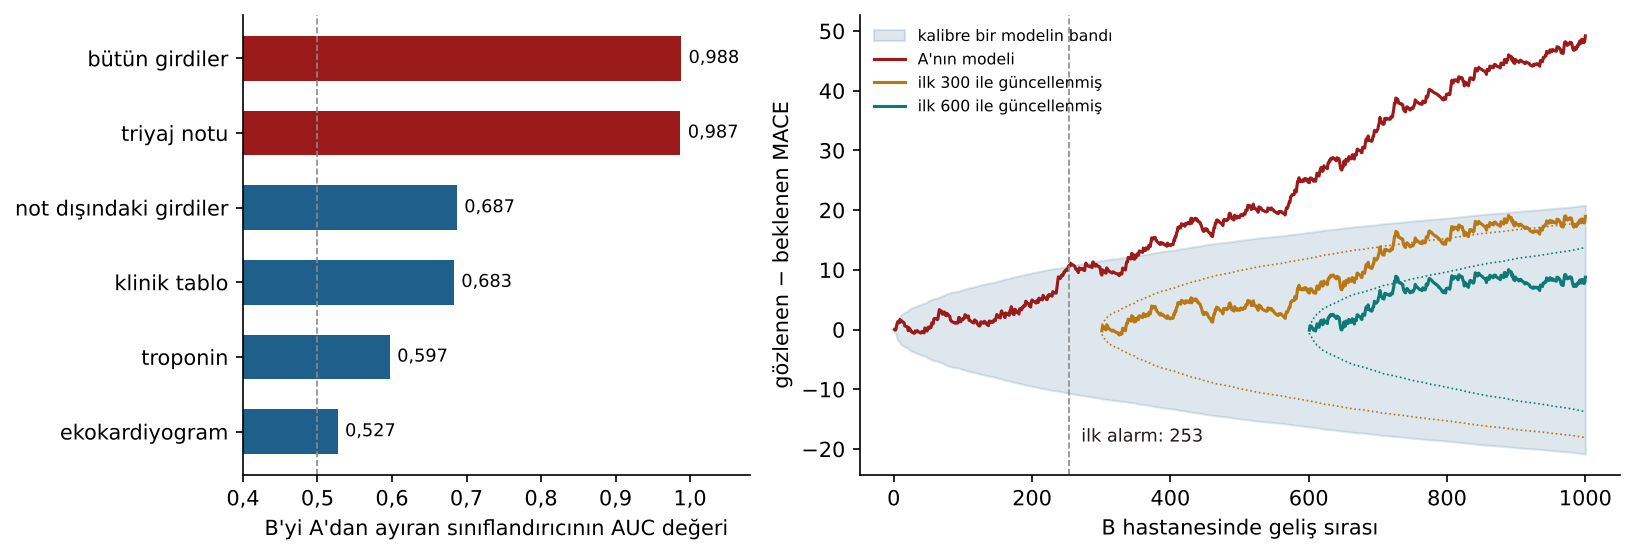 bütün girdiler
0,988
triyaj notu
0,987
not dışındaki girdiler
0,687
klinik tablo
0,683
troponin
0,597
ekokardiyogram
0,527
0,4 0,5 0,6 0,7 0,8 0,9 1,0
B'yi A'dan ayıran sınıflandırıcının AUC değeri
gözlenen − beklenen MACE
50
40
30
20
10
0
−10
−20
kalibre bir modelin bandı
A'nın modeli
ilk 300 ile güncellenmiş
ilk 600 ile güncellenmiş
ilk alarm: 253
0 200 400 600 800 1000
B hastanesinde geliş sırası